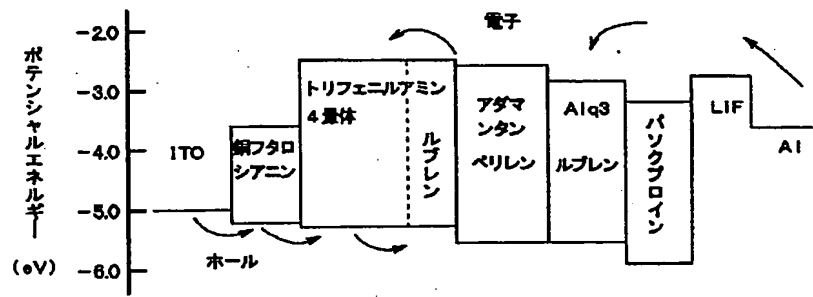 電子
-2.0
-3.0
-4.0
-5.0
-6.0
ポテンシャルエネルギー
(eV)
ITO
銅フタロ
シアニン
トリフェニルアミン
4量体
ルブレン
アダマ
ンタン
ペリレン
Alq3
ルブレン
バソクプロイン
LiF
Al
ホール